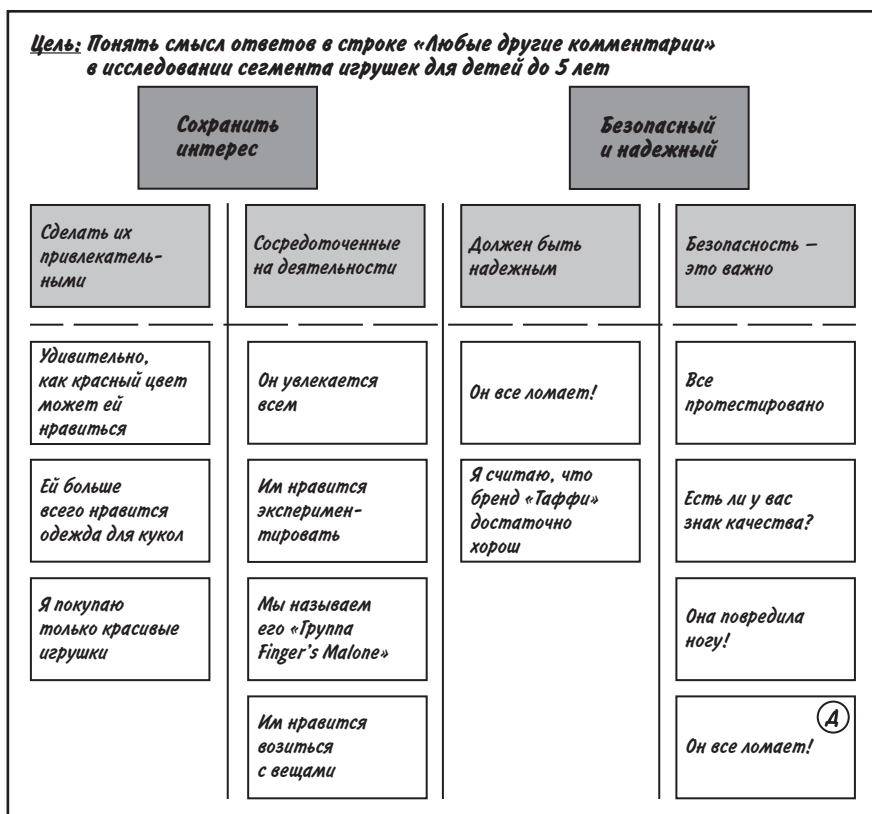 Цель: Понять смысл ответов в строке «Любые другие комментарии»
в исследовании сегмента игрушек для детей до 5 лет
Сохранить
интерес
Безопасный
и надежный
Сделать их
привлекатель-
ными
Сосредоточенные
на деятельности
Должен быть
надежным
Безопасность –
это важно
Удивительно,
как красный цвет
может ей
нравиться
Он увлекается
всем
Он все ломает!
Все
протестировано
Ей больше
всего нравится
одежда для кукол
Им нравится
эксперимен-
тировать
Я считаю, что
бренд «Таффи»
достаточно
хорош
Есть ли у вас
знак качества?
Я покупаю
только красивые
игрушки
Мы называем
его «Группа
Finger's Malone»
Она повредила
ногу!
Им нравится
возиться
с вещами
Д
Он все ломает!